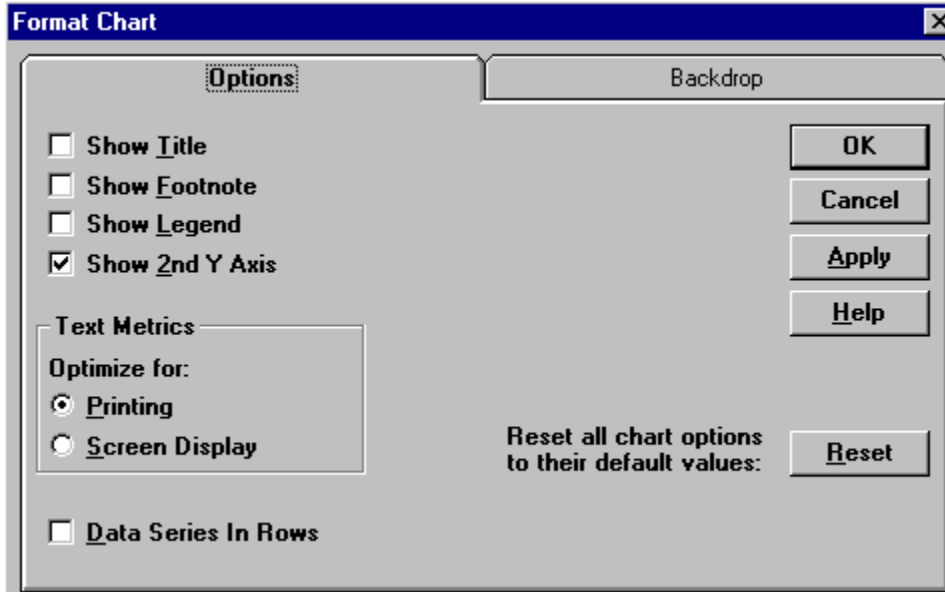 Format Chart
Options
Backdrop
Show Title
Show Footnote
Show Legend
Show 2nd Y Axis
Text Metrics
Optimize for:
Printing
Screen Display
Data Series In Rows
OK
Cancel
Apply
Help
Reset all chart options
to their default values:
Reset